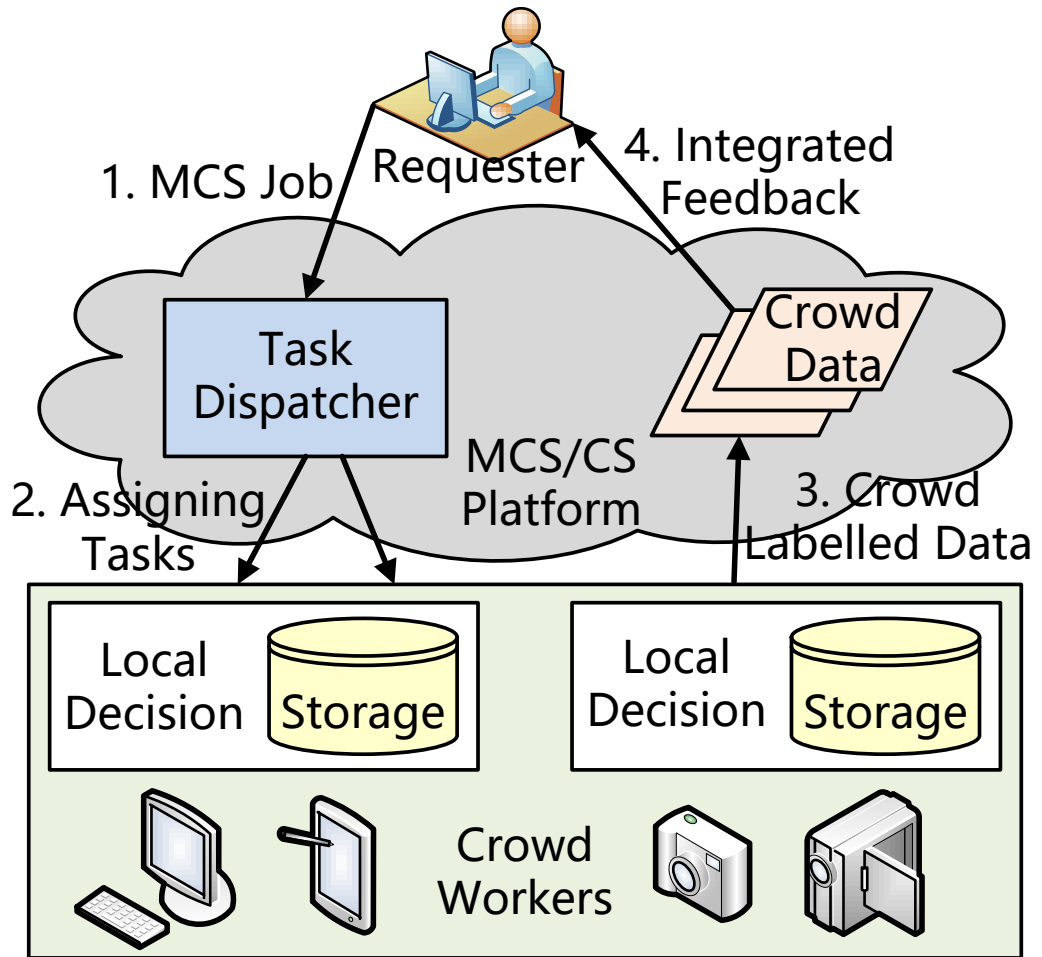 Requester
1. MCS Job
4. Integrated
Feedback
Task
Dispatcher
Crowd
Data
MCS/CS
Platform
2. Assigning
Tasks
3. Crowd
Labelled Data
Local
Decision
Storage
Local
Decision
Storage
Crowd
Workers